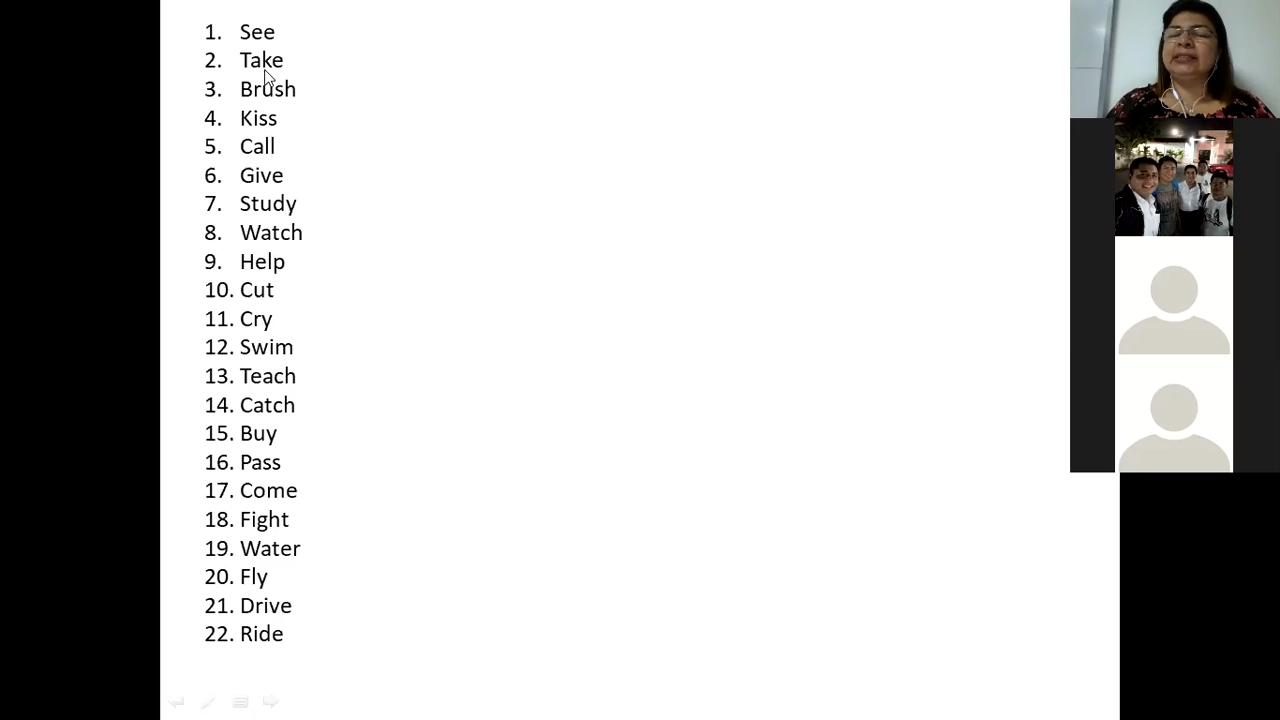 1. See
2. Take
3. Brush
4. Kiss
5. Call
6. Give
7. Study
8. Watch
9. Help
10. Cut
11. Cry
12. Swim
13. Teach
14. Catch
15. Buy
16. Pass
17. Come
18. Fight
19. Water
20. Fly
21. Drive
22. Ride